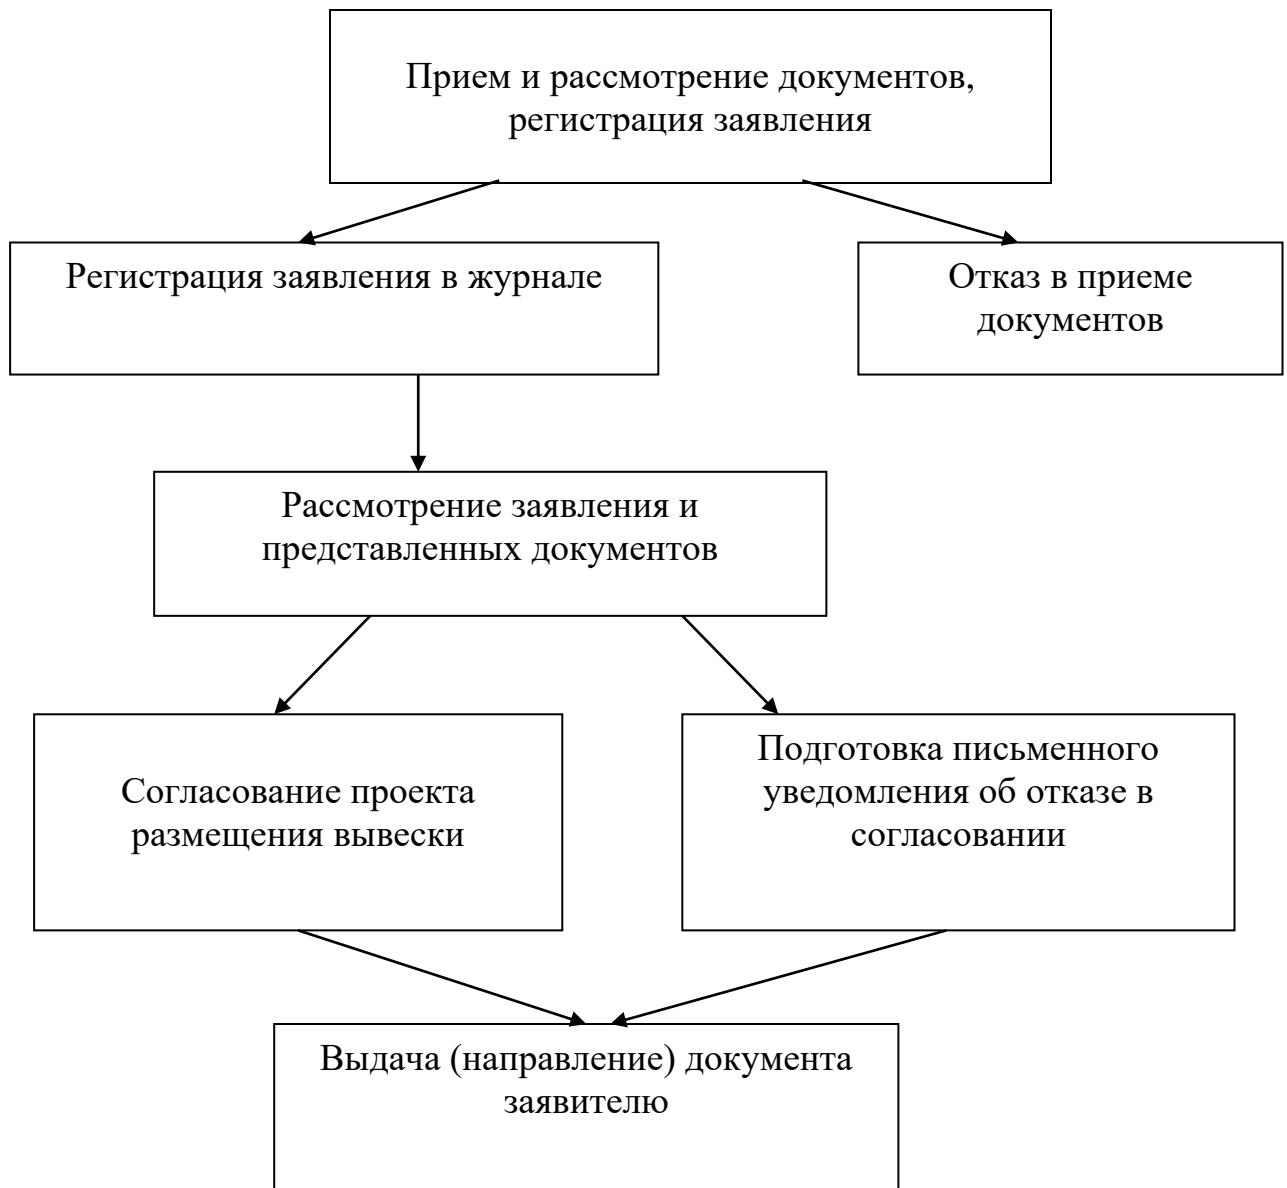 Прием и рассмотрение документов,
регистрация заявления
Регистрация заявления в журнале
Отказ в приеме
документов
Рассмотрение заявления и
представленных документов
Согласование проекта
размещения вывески
Подготовка письменного
уведомления об отказе в
согласовании
Выдача (направление) документа
заявителю